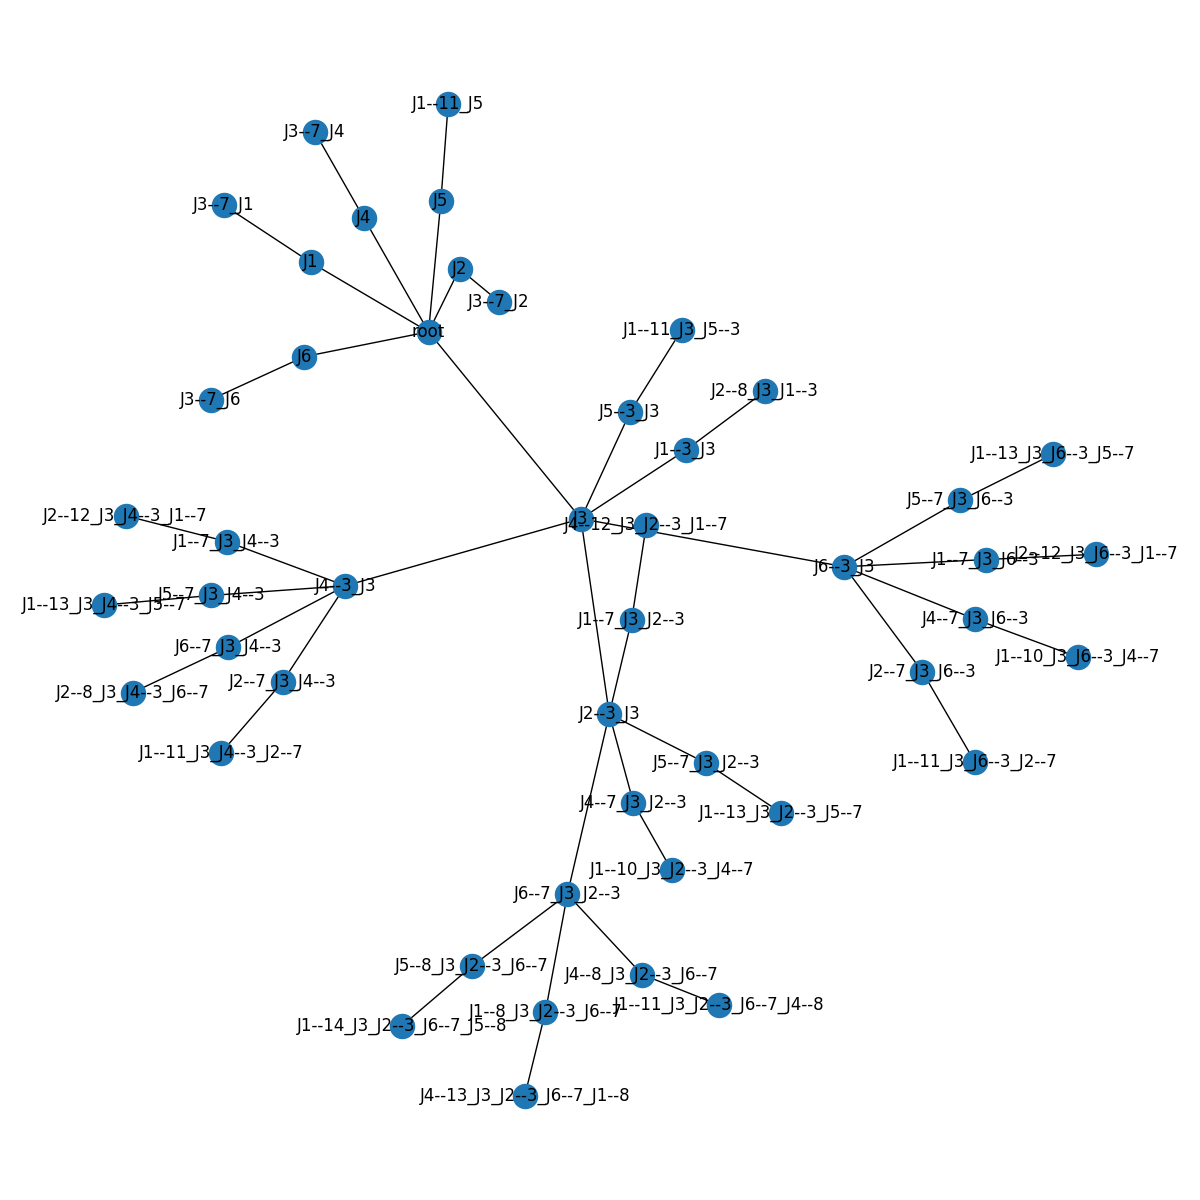 J1--11_J5
J3--7_J4
J5
J3--7_J1
J4
J1
J2
J3--7_J2
root
J6
J3--7_J6
J1--11_J3_J5--3
J2--8_J3_J1--3
J5--3_J3
J1--3_J3
J1--13_J3_J6--3_J5--7
J5--7_J3_J6--3
J2--12_J3_J4--3_J1--7
J3
J4--12_J3_J2--3_J1--7
J1--7_J3_J4--3
J1--7_J3_J6--3
J2--12_J3_J6--3_J1--7
J6--3_J3
J4--3_J3
J5--7_J3_J4--3
J1--13_J3_J4--3_J5--7
J1--7_J3_J2--3
J4--7_J3_J6--3
J6--7_J3_J4--3
J1--10_J3_J6--3_J4--7
J2--7_J3_J6--3
J2--7_J3_J4--3
J2--8_J3_J4--3_J6--7
J2--3_J3
J1--11_J3_J4--3_J2--7
J5--7_J3_J2--3
J1--11_J3_J6--3_J2--7
J4--7_J3_J2--3
J1--13_J3_J2--3_J5--7
J1--10_J3_J2--3_J4--7
J6--7_J3_J2--3
J5--8_J3_J2--3_J6--7
J4--8_J3_J2--3_J6--7
J1--11_J3_J2--3_J6--7_J4--8
J1--8_J3_J2--3_J6--7
J1--14_J3_J2--3_J6--7_J5--8
J4--13_J3_J2--3_J6--7_J1--8